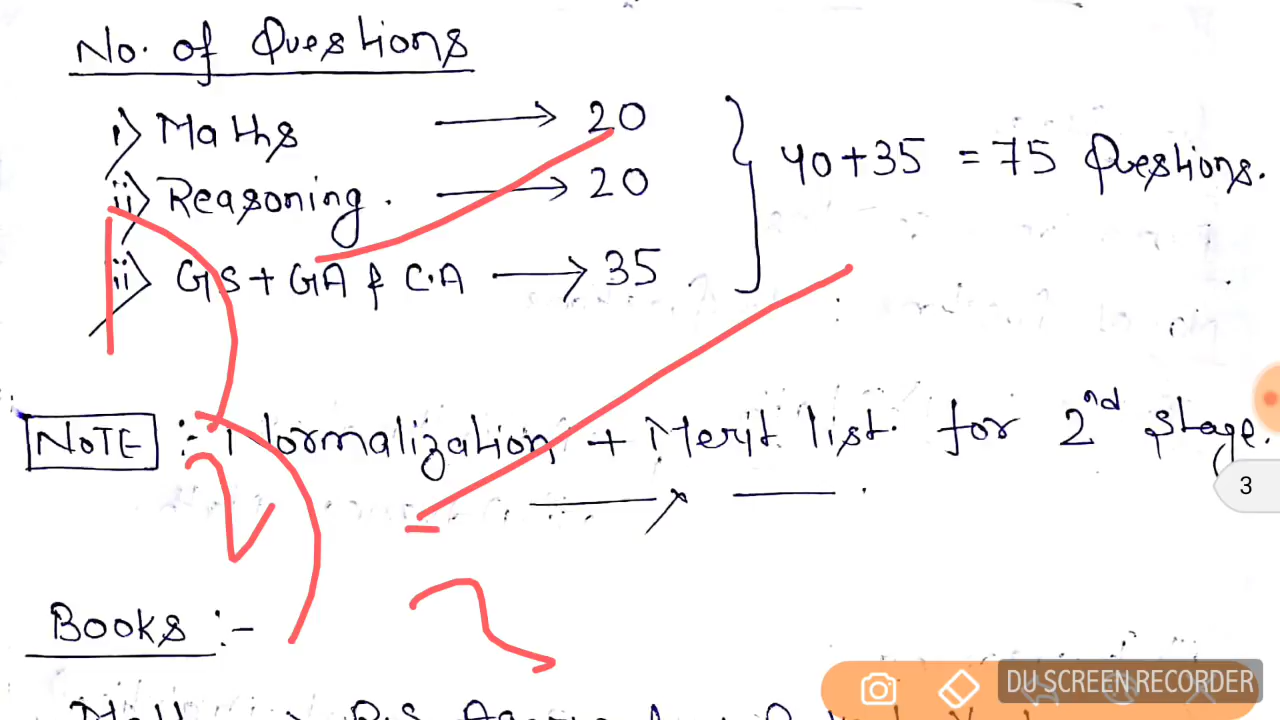 No. of Questions
i) Maths → 20
ii) Reasoning. → 20
ii) GS + GA & C.A → 35
} 40 + 35 = 75 Questions.
NOTE :- Normalization + Merit list. for 2nd stage.
3
Books :-
DU SCREEN RECORDER